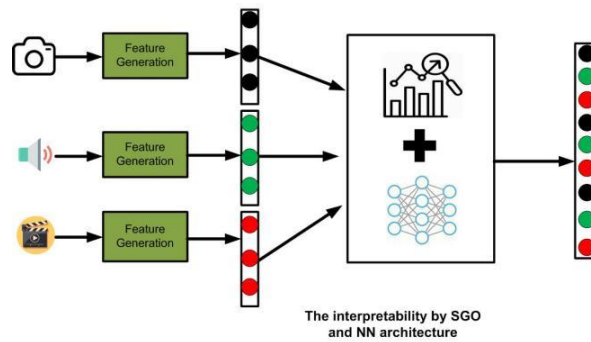 Feature
Generation
Feature
Generation
Feature
Generation
The interpretability by SGO
and NN architecture